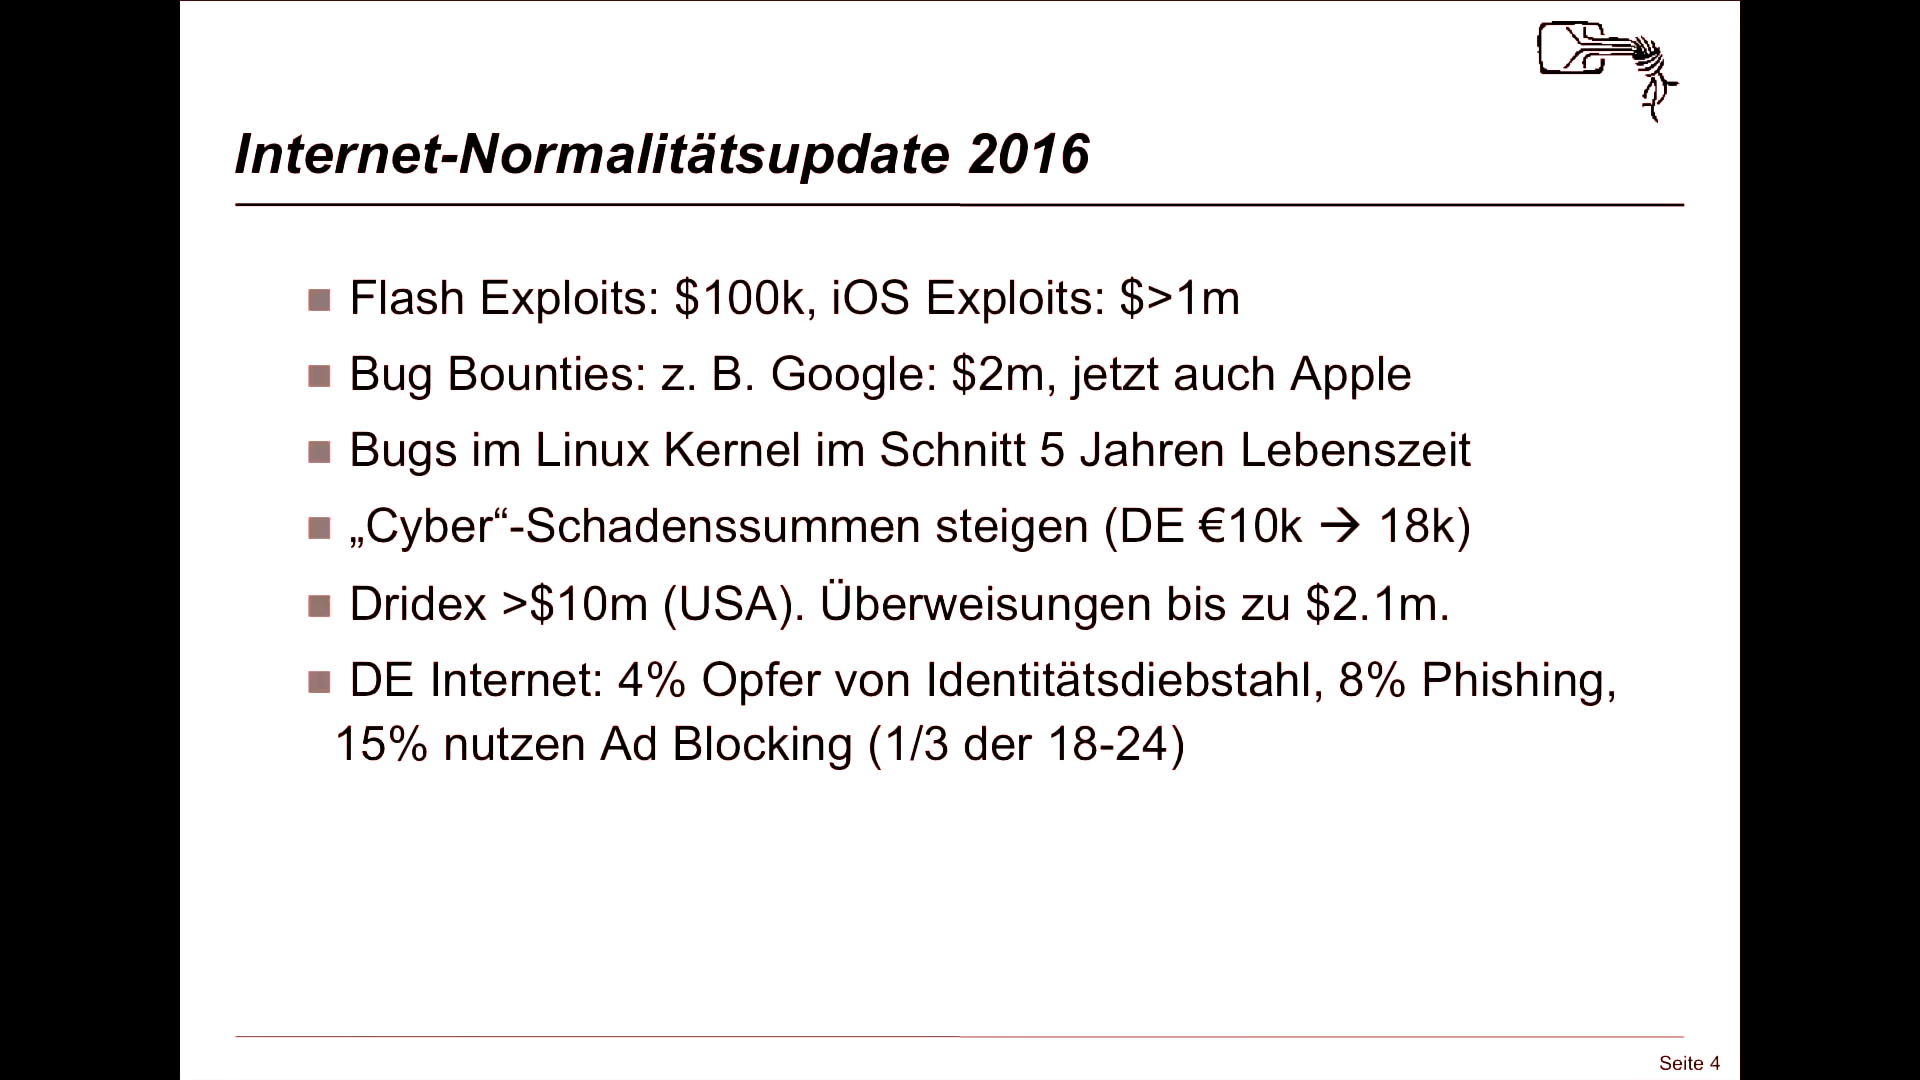 Internet-Normalitätsupdate 2016
Flash Exploits: $100k, iOS Exploits: $>1m
Bug Bounties: z. B. Google: $2m, jetzt auch Apple
Bugs im Linux Kernel im Schnitt 5 Jahren Lebenszeit
„Cyber“-Schadenssummen steigen (DE €10k → 18k)
Dridex >$10m (USA). Überweisungen bis zu $2.1m.
DE Internet: 4% Opfer von Identitätsdiebstahl, 8% Phishing,
15% nutzen Ad Blocking (1/3 der 18-24)
Seite 4